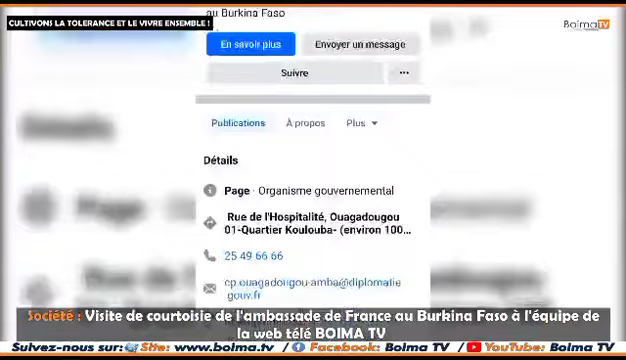 CULTIVONS LA TOLERANCE ET LE VIVRE ENSEMBLE !
au Burkina Faso
Boima TV
En savoir plus
Envoyer un message
Suivre
...
Publications
À propos
Plus
Détails
Page · Organisme gouvernemental
Rue de l'Hospitalité, Ouagadougou
01-Quartier Koulouba- (environ 100...
25 49 66 66
cp.ouagadougou-amba@diplomatie
.gouv.fr
Société : Visite de courtoisie de l'ambassade de France au Burkina Faso à l'équipe de
la web télé BOIMA TV
Suivez-nous sur: Site: www.boima.tv / Facebook: Boima TV / YouTube: Boima TV